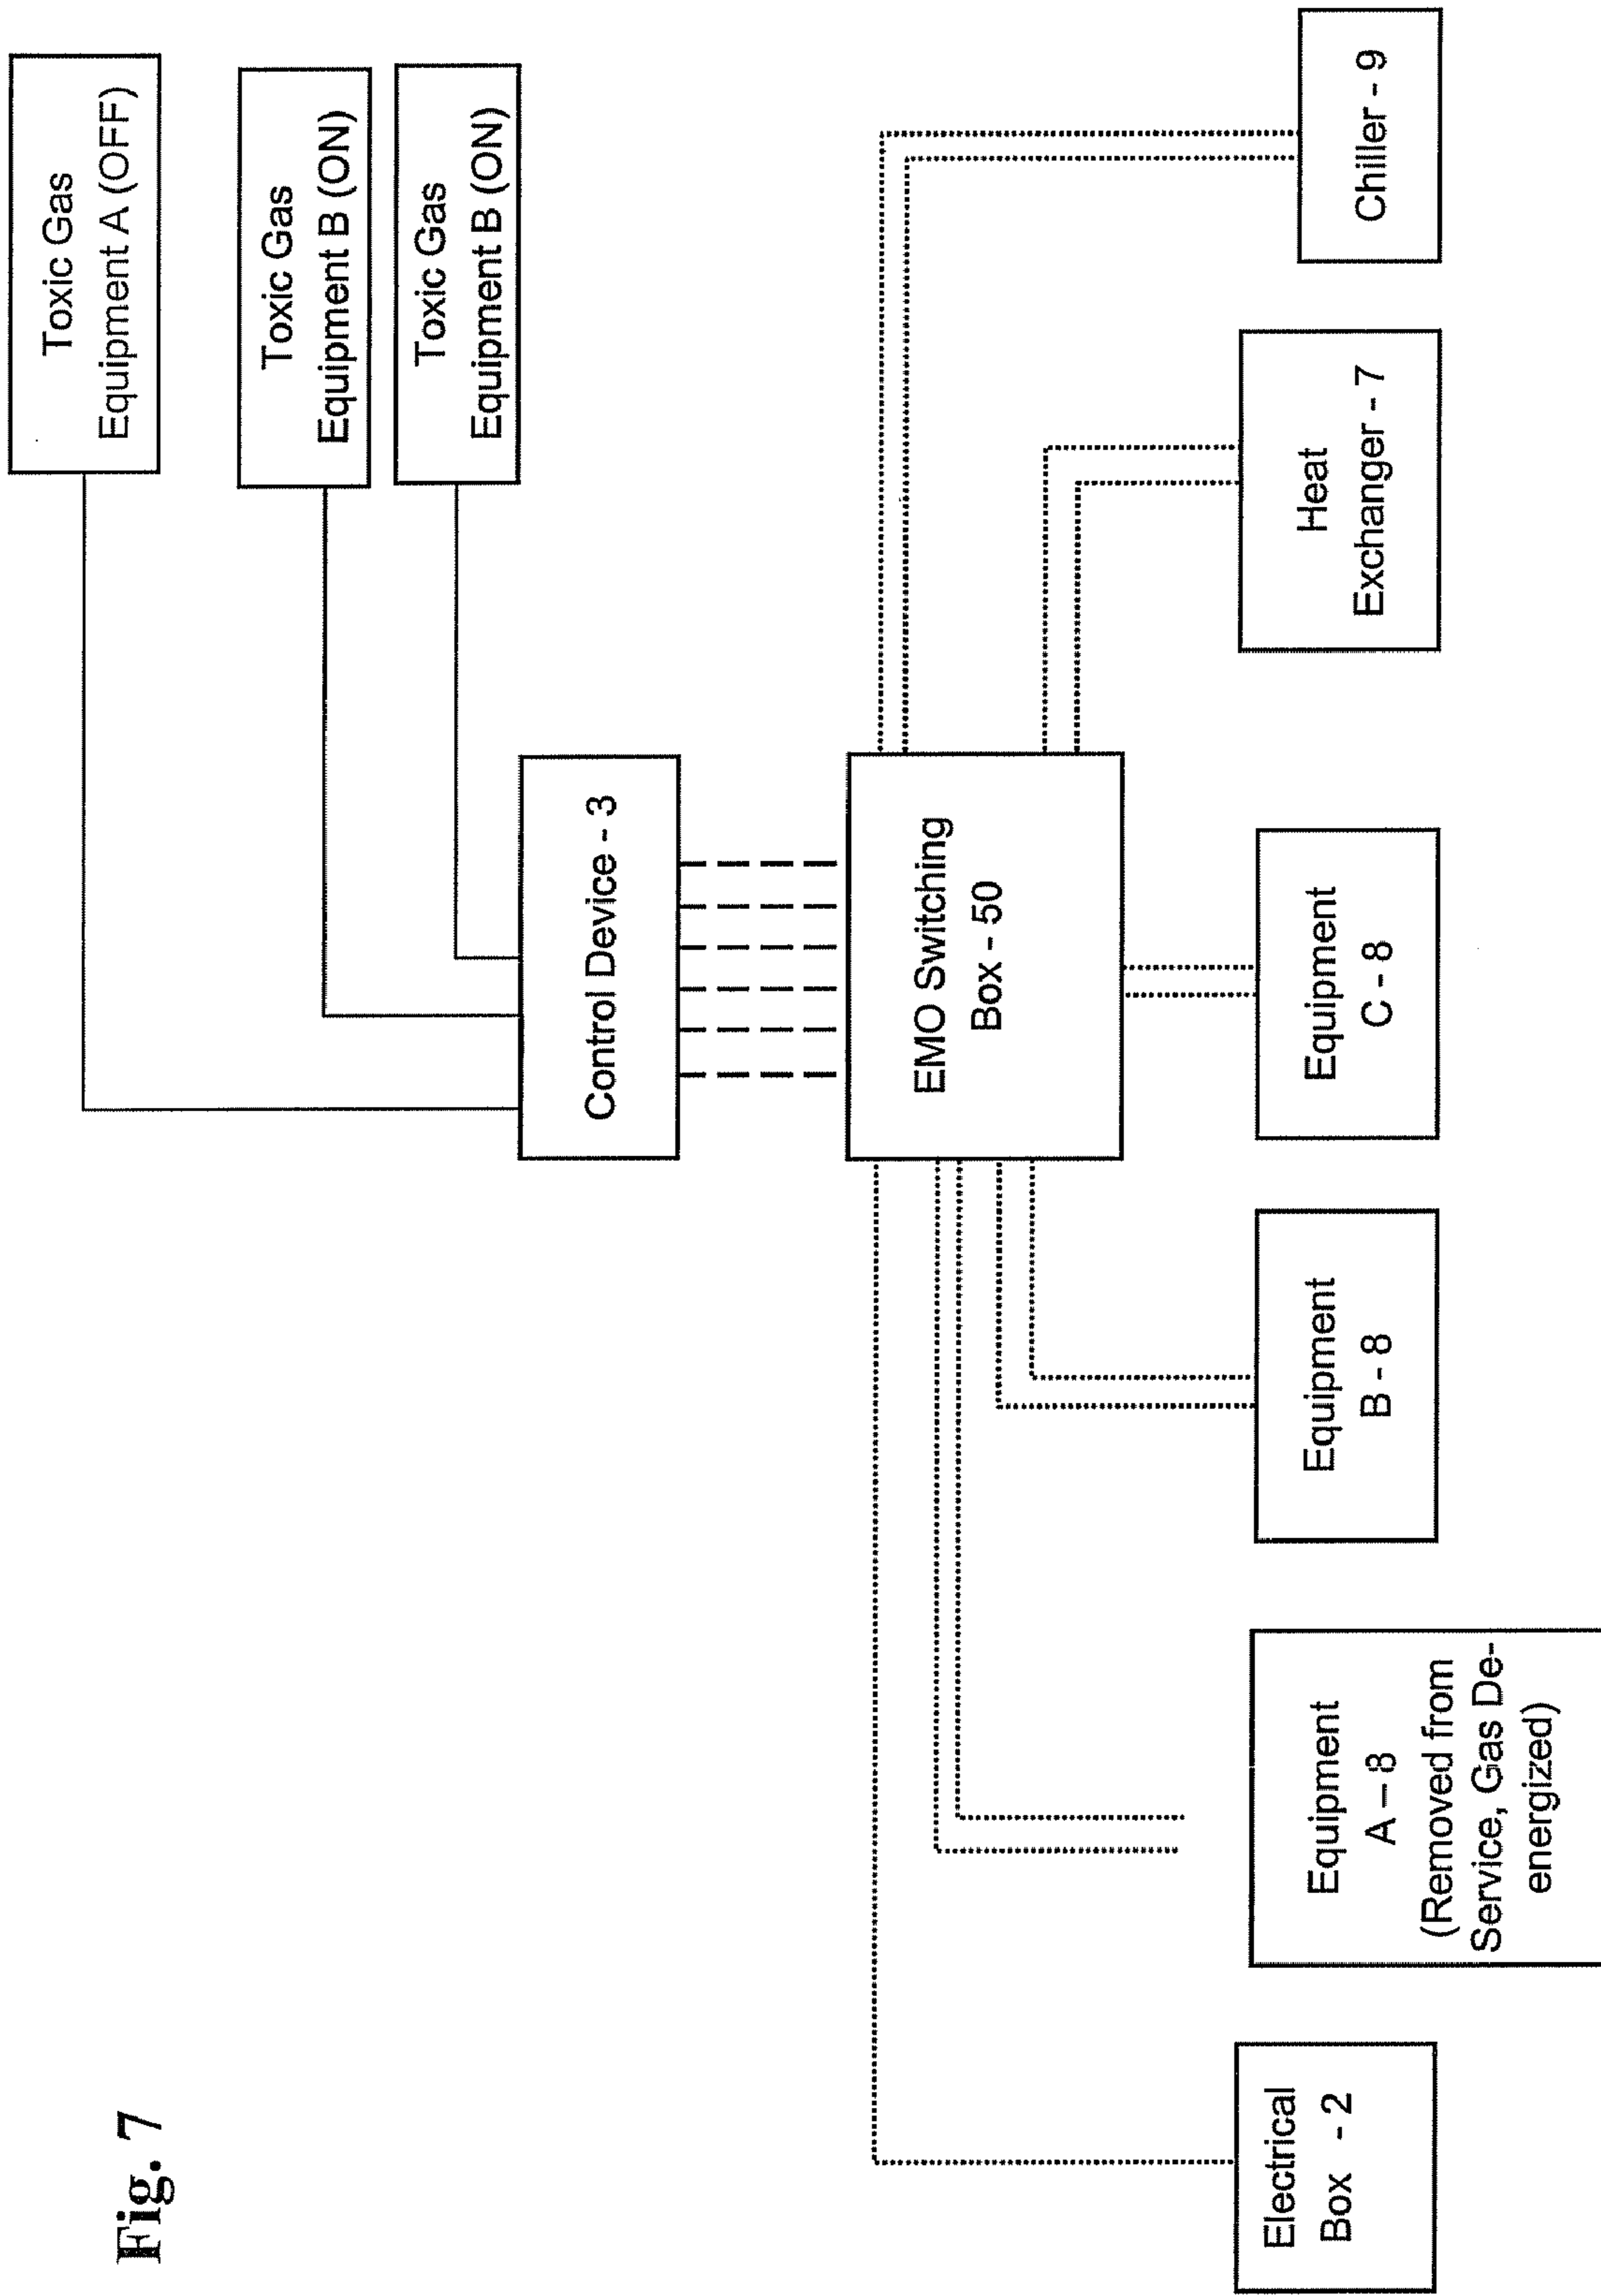 Fig. 7
Toxic Gas
Equipment A (OFF)
Toxic Gas
Equipment B (ON)
Toxic Gas
Equipment B (ON)
Control Device - 3
EMO Switching
Box - 50
Electrical
Box - 2
Equipment
A – 8
(Removed from
Service, Gas De-
energized)
Equipment
B - 8
Equipment
C - 8
Heat
Exchanger - 7
Chiller - 9